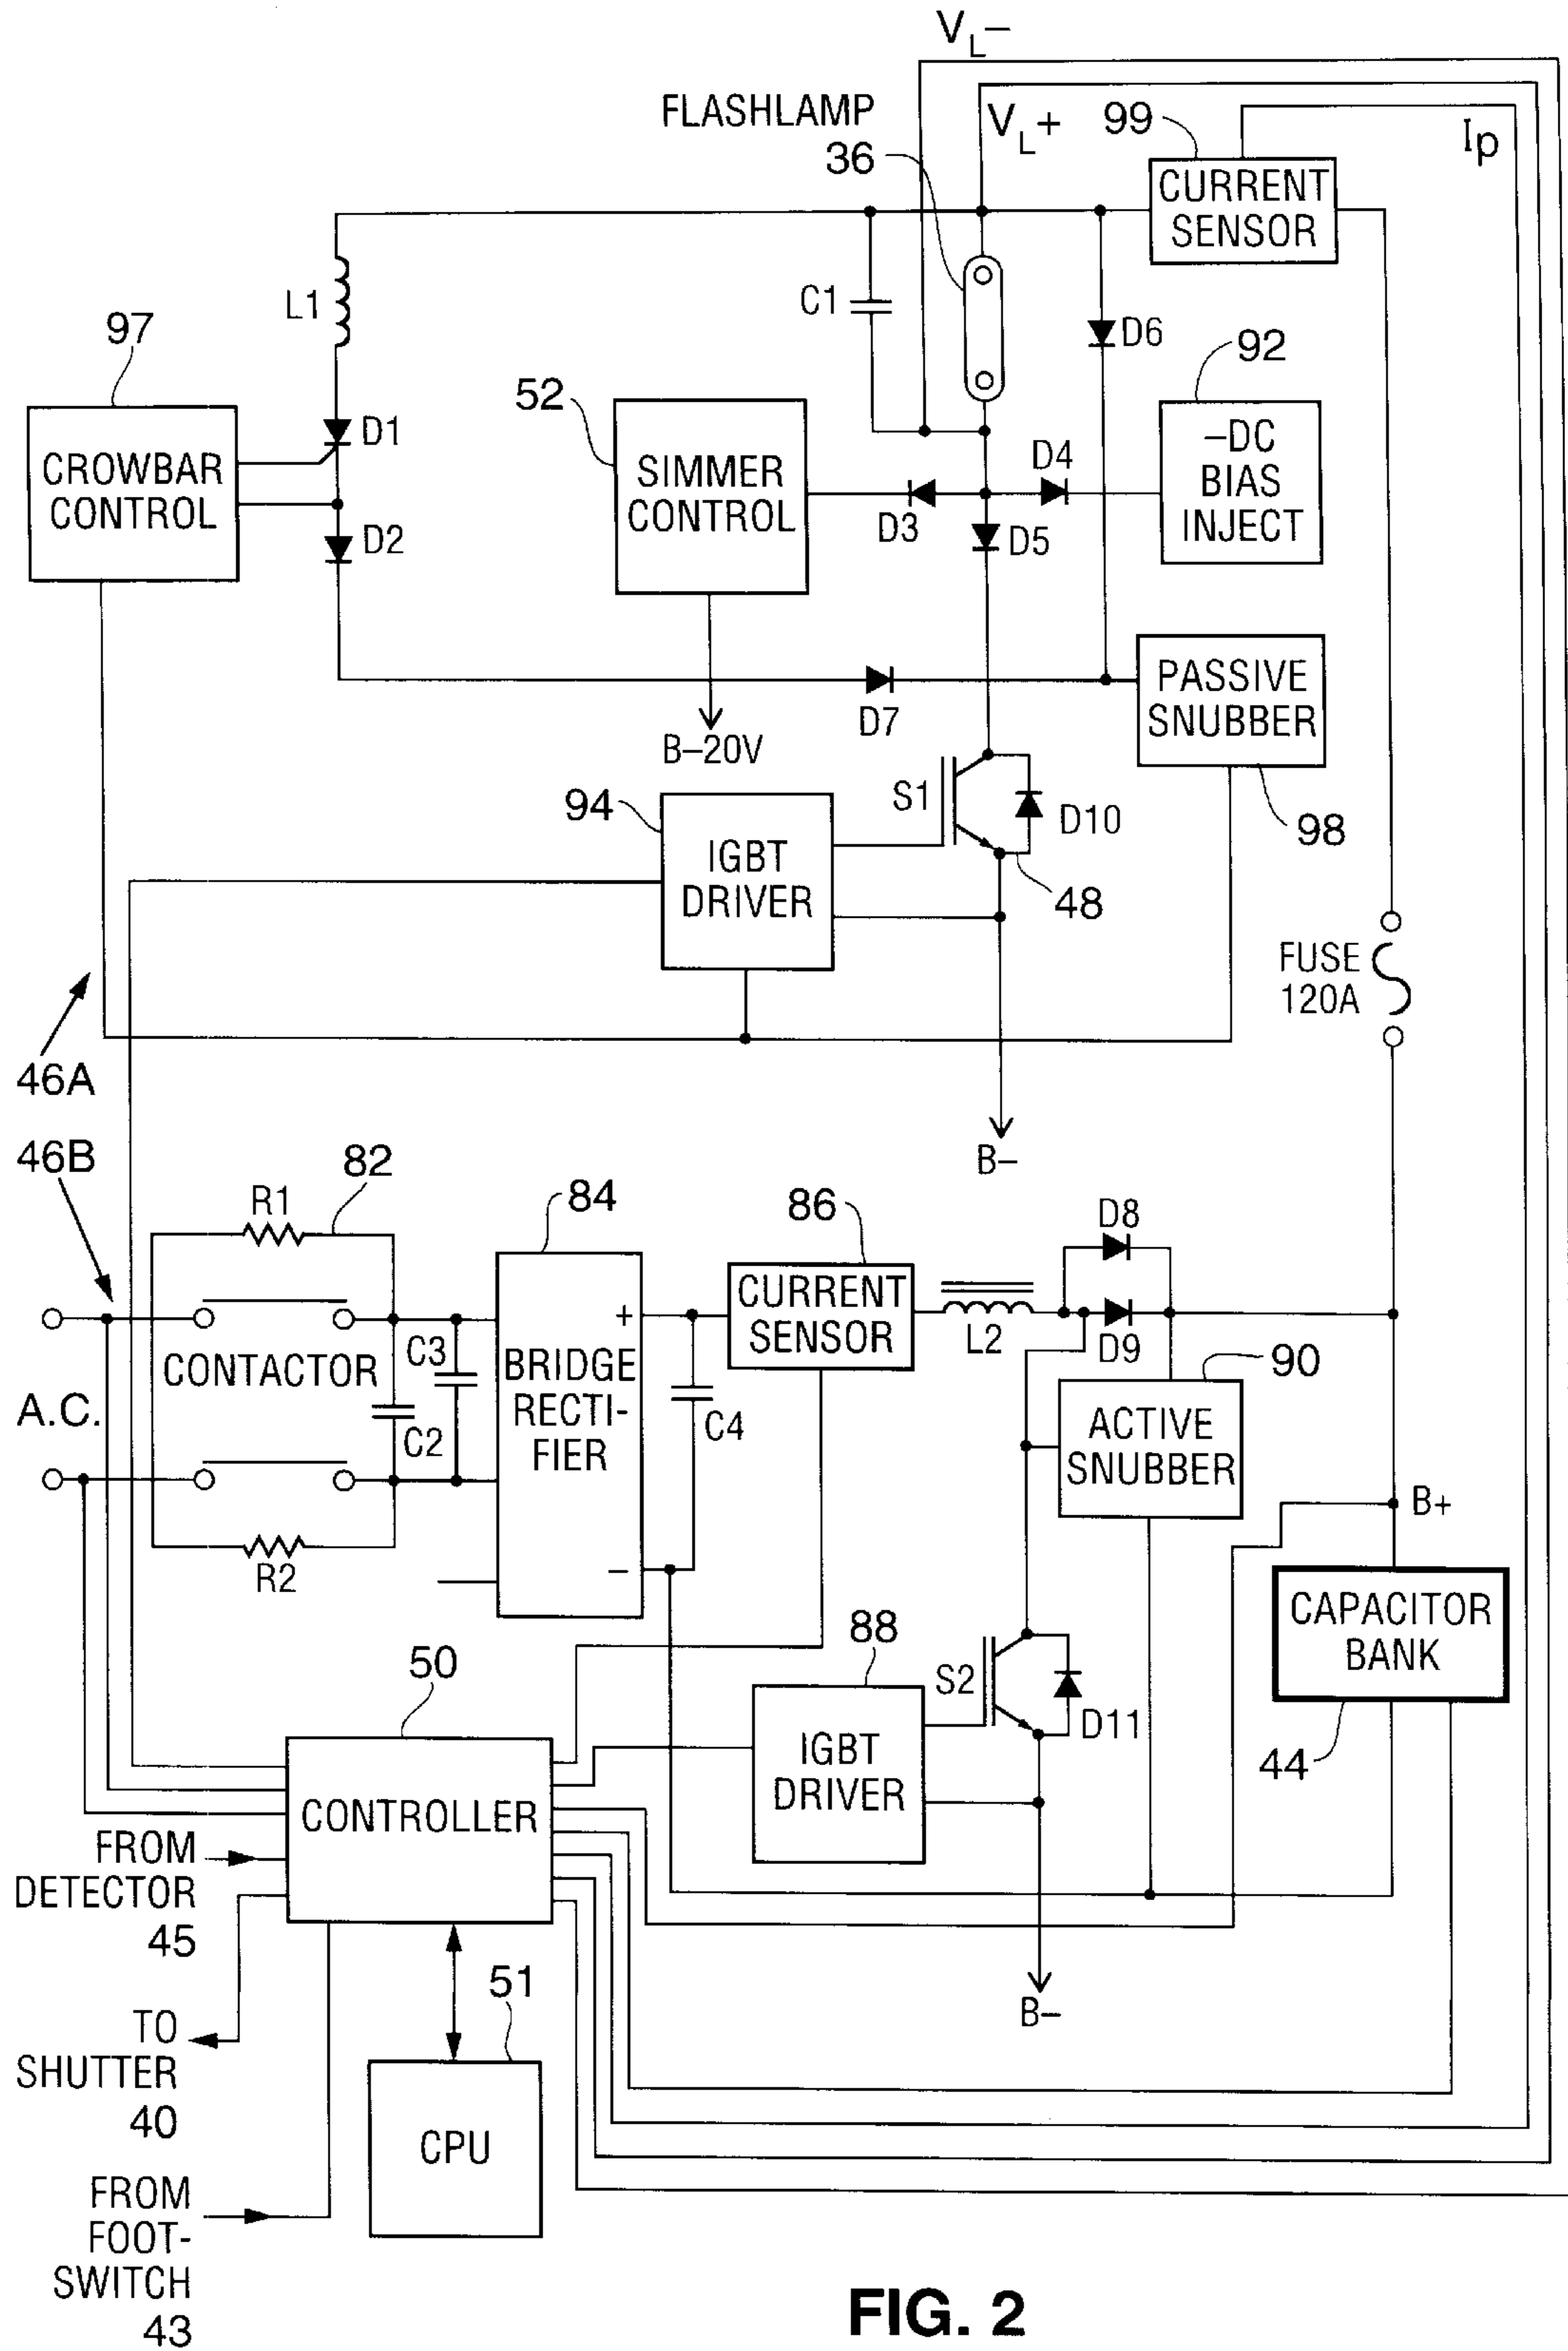 VL–
FLASHLAMP
36
VL+
99
Ip
CURRENT
SENSOR
L1
C1
D6
97
92
52
D1
CROWBAR
CONTROL
SIMMER
CONTROL
D4
–DC
BIAS
INJECT
D3
D5
D2
PASSIVE
SNUBBER
D7
B–20V
S1
94
D10
98
IGBT
DRIVER
48
FUSE
120A
46A
46B
B–
82
R1
84
86
D8
CURRENT
SENSOR
+
L2
D9
90
CONTACTOR
C3
BRIDGE
RECTI-
FIER
A.C.
C2
C4
ACTIVE
SNUBBER
B+
R2
–
CAPACITOR
BANK
88
50
S2
D11
44
IGBT
DRIVER
CONTROLLER
FROM
DETECTOR
45
51
B–
TO
SHUTTER
40
CPU
FROM
FOOT-
SWITCH
43
FIG. 2